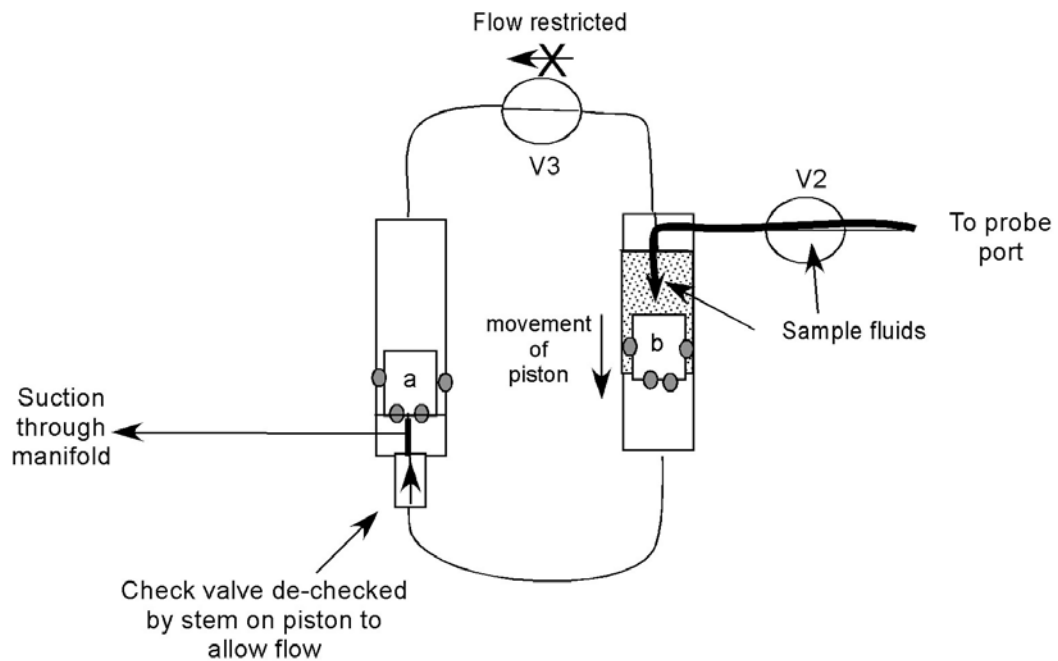 Flow restricted
V3
V2
To probe
port
Sample fluids
movement
of
piston
a
b
Suction
through
manifold
Check valve de-checked
by stem on piston to
allow flow